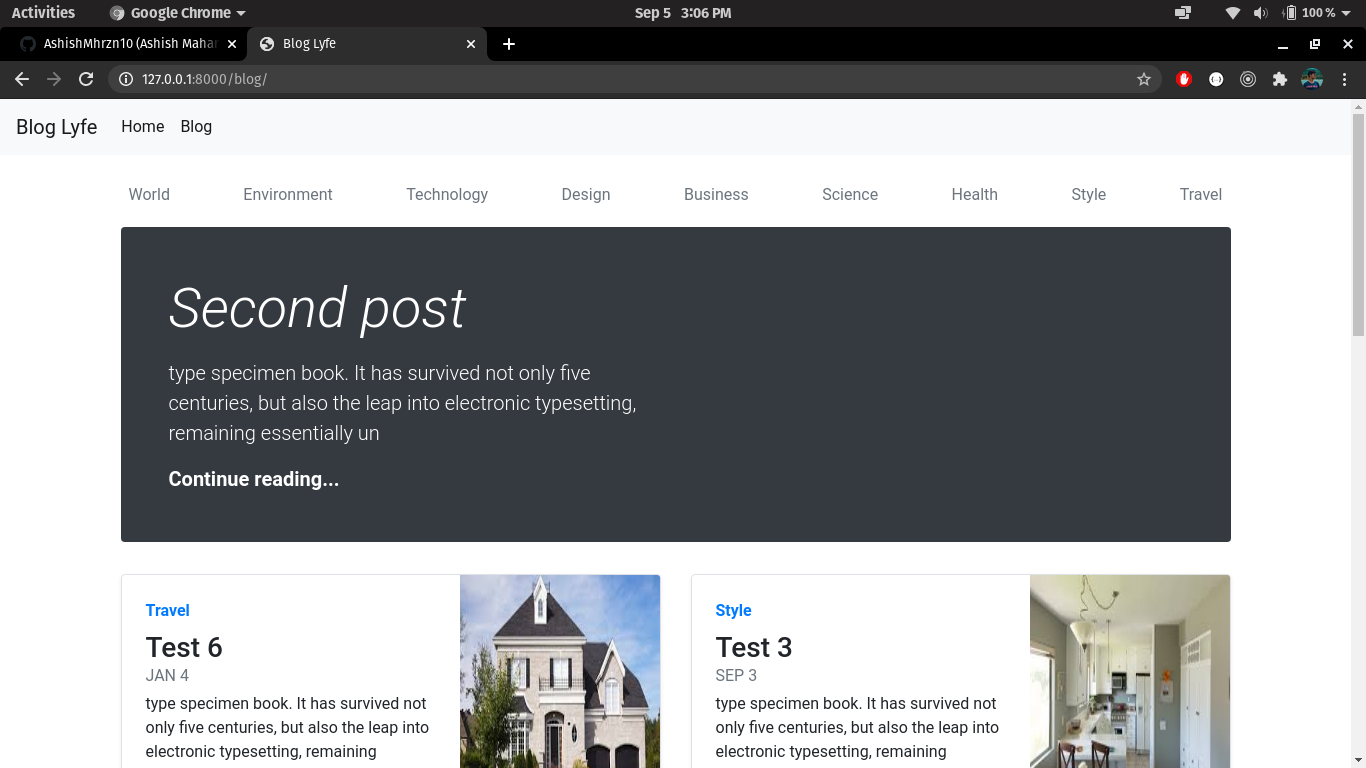 Activities Google Chrome Sep 5 3:06 PM 100 %
AshishMhrzn10 (Ashish Mahar Blog Lyfe
127.0.0.1:8000/blog/
Blog Lyfe Home Blog
World Environment Technology Design Business Science Health Style Travel
Second post
type specimen book. It has survived not only five
centuries, but also the leap into electronic typesetting,
remaining essentially un
Continue reading...
Travel
Test 6
JAN 4
type specimen book. It has survived not
only five centuries, but also the leap into
electronic typesetting, remaining
Style
Test 3
SEP 3
type specimen book. It has survived not
only five centuries, but also the leap into
electronic typesetting, remaining